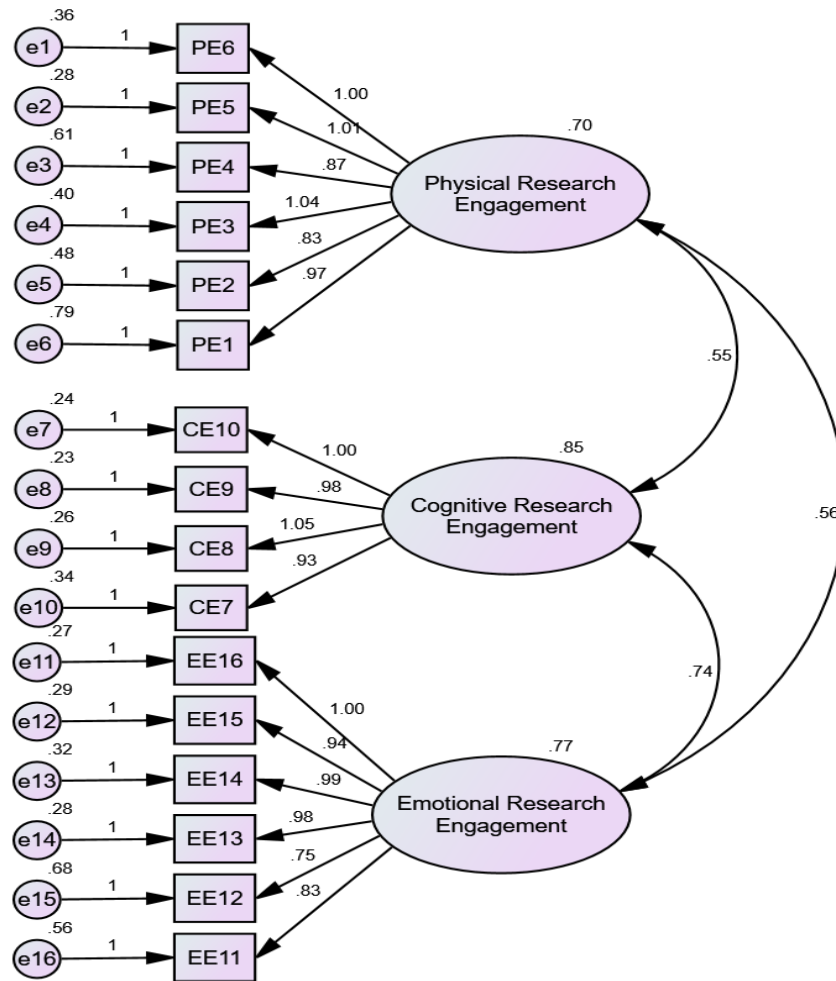 .36
e1 1 PE6
.28
e2 1 PE5
.61
e3 1 PE4
.40
e4 1 PE3
.48
e5 1 PE2
.79
e6 1 PE1
1.00
1.01
.87
1.04
.83
.97
.70
Physical Research
Engagement
.55
.56
.24
e7 1 CE10
.23
e8 1 CE9
.26
e9 1 CE8
.34
e10 1 CE7
1.00
.98
1.05
.93
.85
Cognitive Research
Engagement
.74
.27
e11 1 EE16
.29
e12 1 EE15
.32
e13 1 EE14
.28
e14 1 EE13
.68
e15 1 EE12
.56
e16 1 EE11
1.00
.94
.99
.98
.75
.83
.77
Emotional Research
Engagement